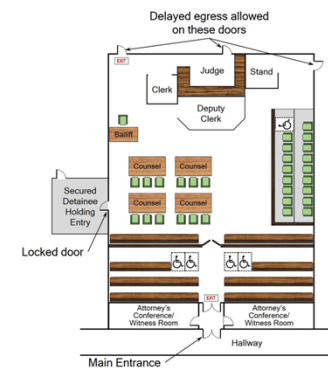 Delayed egress allowed
on these doors
EXIT
Judge
Stand
Clerk
Deputy
Clerk
Bailiff
Counsel
Counsel
Counsel
Counsel
Secured
Detainee
Holding
Entry
Locked door
EXIT
Attorney's
Conference/
Witness Room
Attorney's
Conference/
Witness Room
Hallway
Main Entrance